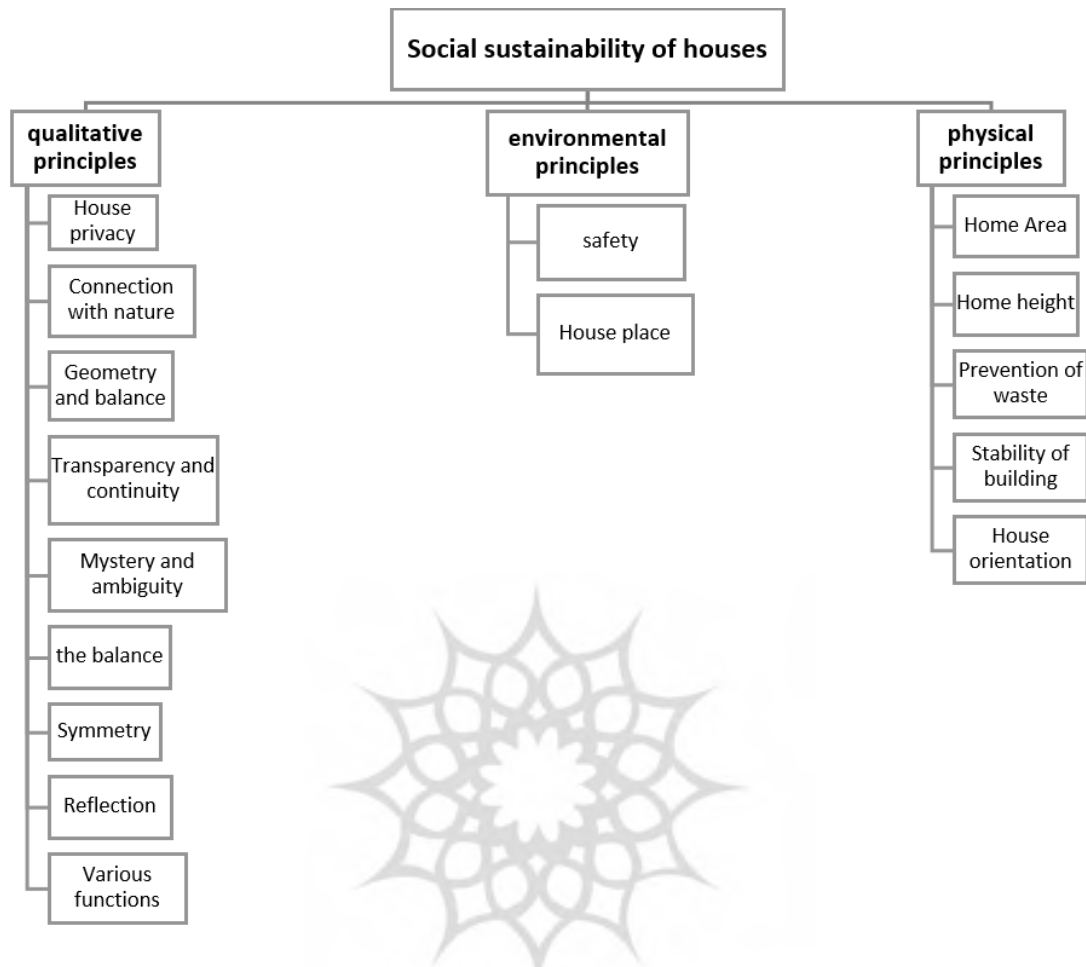 Social sustainability of houses
qualitative
principles
House
privacy
Connection
with nature
Geometry
and balance
Transparency and
continuity
Mystery and
ambiguity
the balance
Symmetry
Reflection
Various
functions
environmental
principles
safety
House place
physical
principles
Home Area
Home height
Prevention of
waste
Stability of
building
House
orientation